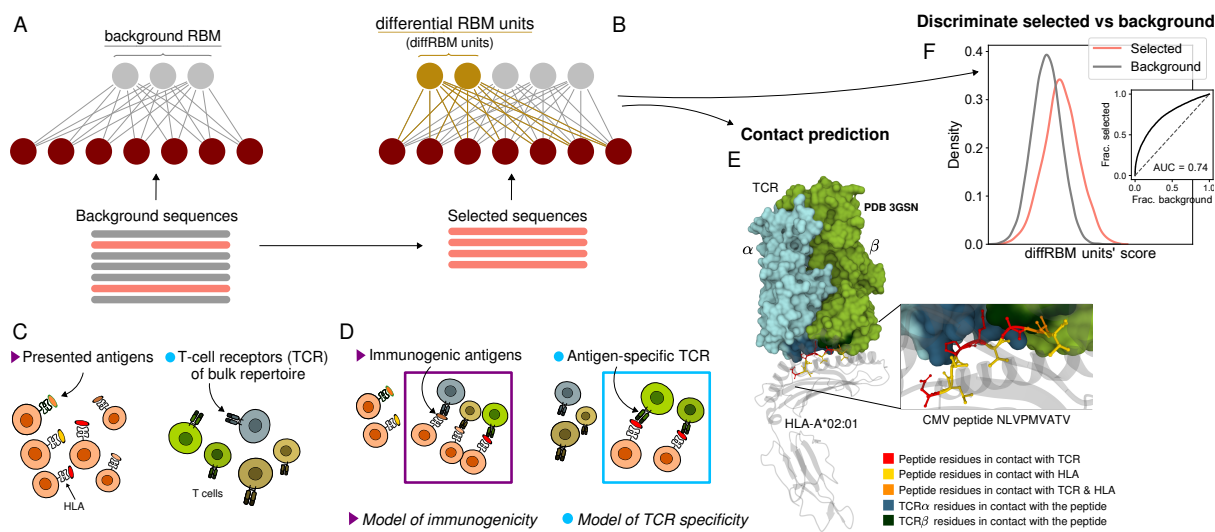 A
background RBM
Background sequences
differential RBM units
(diffRBM units)
B
Selected sequences
Contact prediction
Discriminate selected vs background
F
Selected
Background
Density
0.4
0.3
0.2
0.1
0.0
diffRBM units' score
Frac. selected
1.0
0.5
0.0
AUC = 0.74
0.0
0.5
1.0
Frac. background
C
Presented antigens
T-cell receptors (TCR)
of bulk repertoire
HLA
T cells
D
Immunogenic antigens
Antigen-specific TCR
Model of immunogenicity
Model of TCR specificity
E
TCR
PDB 3GSN
α
β
HLA-A*02:01
CMV peptide NLVPMVATV
Peptide residues in contact with TCR
Peptide residues in contact with HLA
Peptide residues in contact with TCR & HLA
TCRα residues in contact with the peptide
TCRβ residues in contact with the peptide